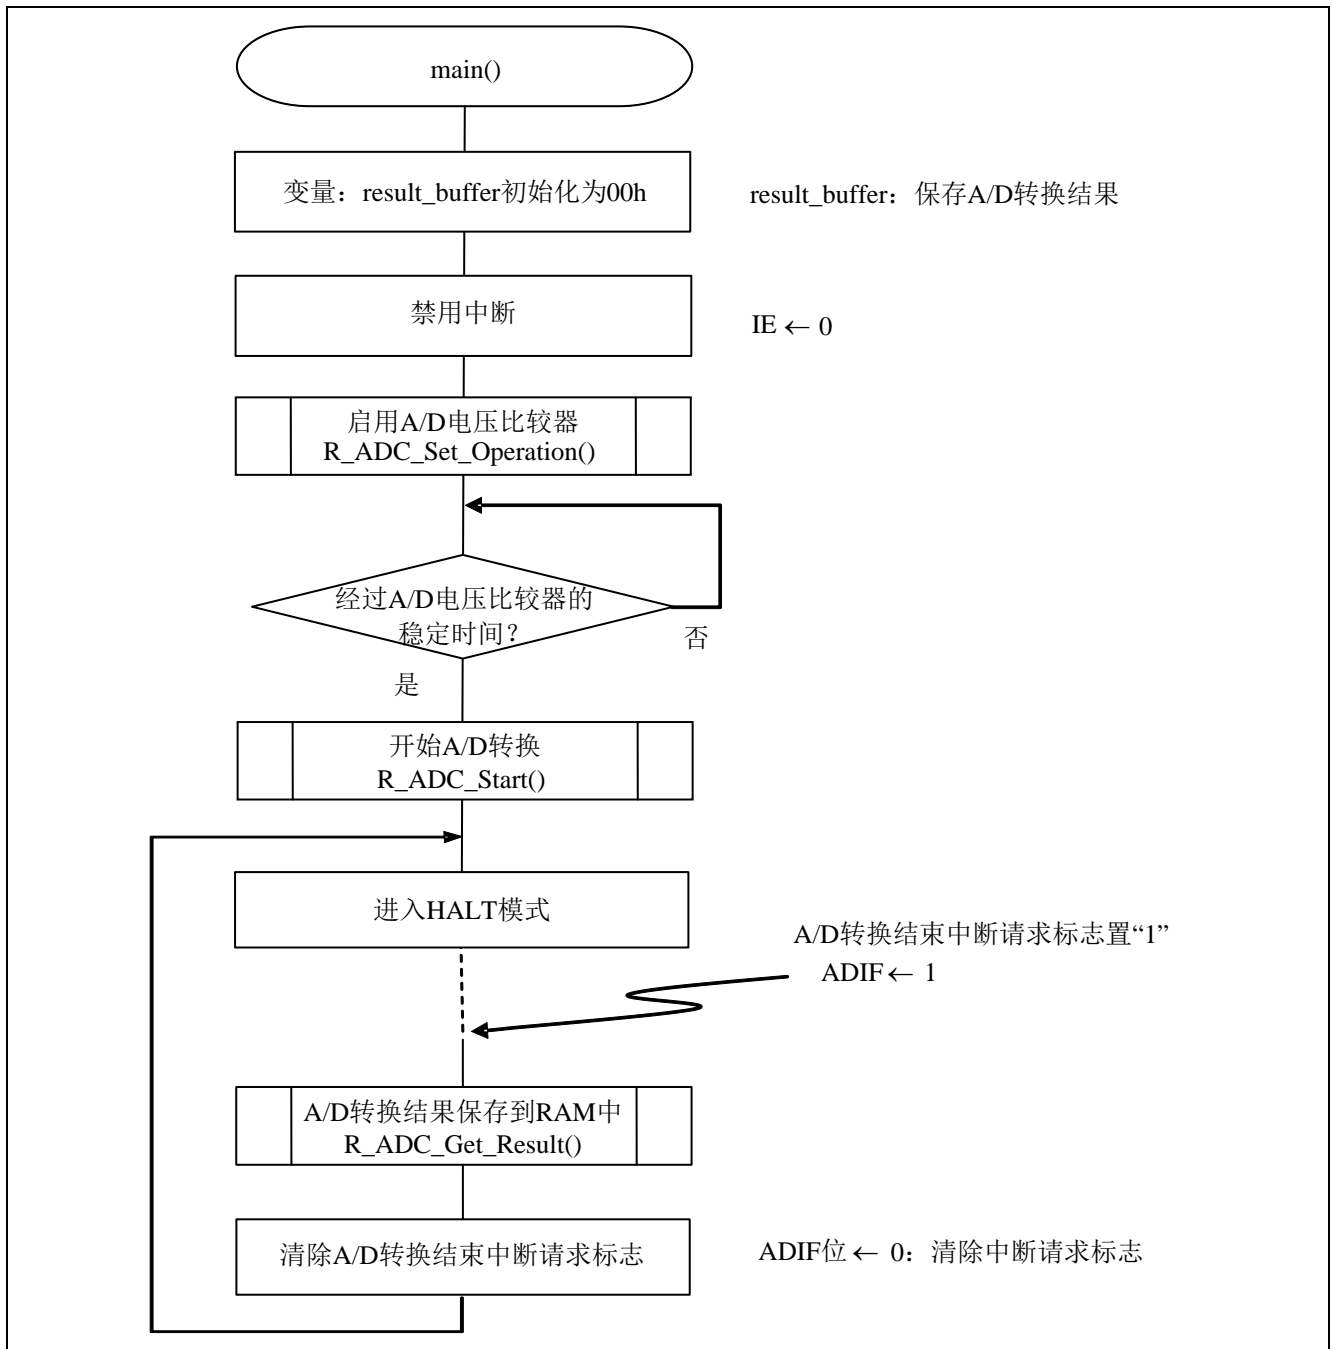 main()
变量：result_buffer初始化为00h
result_buffer：保存A/D转换结果
禁用中断
IE ← 0
启用A/D电压比较器
R_ADC_Set_Operation()
经过A/D电压比较器的
稳定时间？
否
是
开始A/D转换
R_ADC_Start()
进入HALT模式
A/D转换结束中断请求标志置“1”
ADIF ← 1
A/D转换结果保存到RAM中
R_ADC_Get_Result()
清除A/D转换结束中断请求标志
ADIF位 ← 0：清除中断请求标志